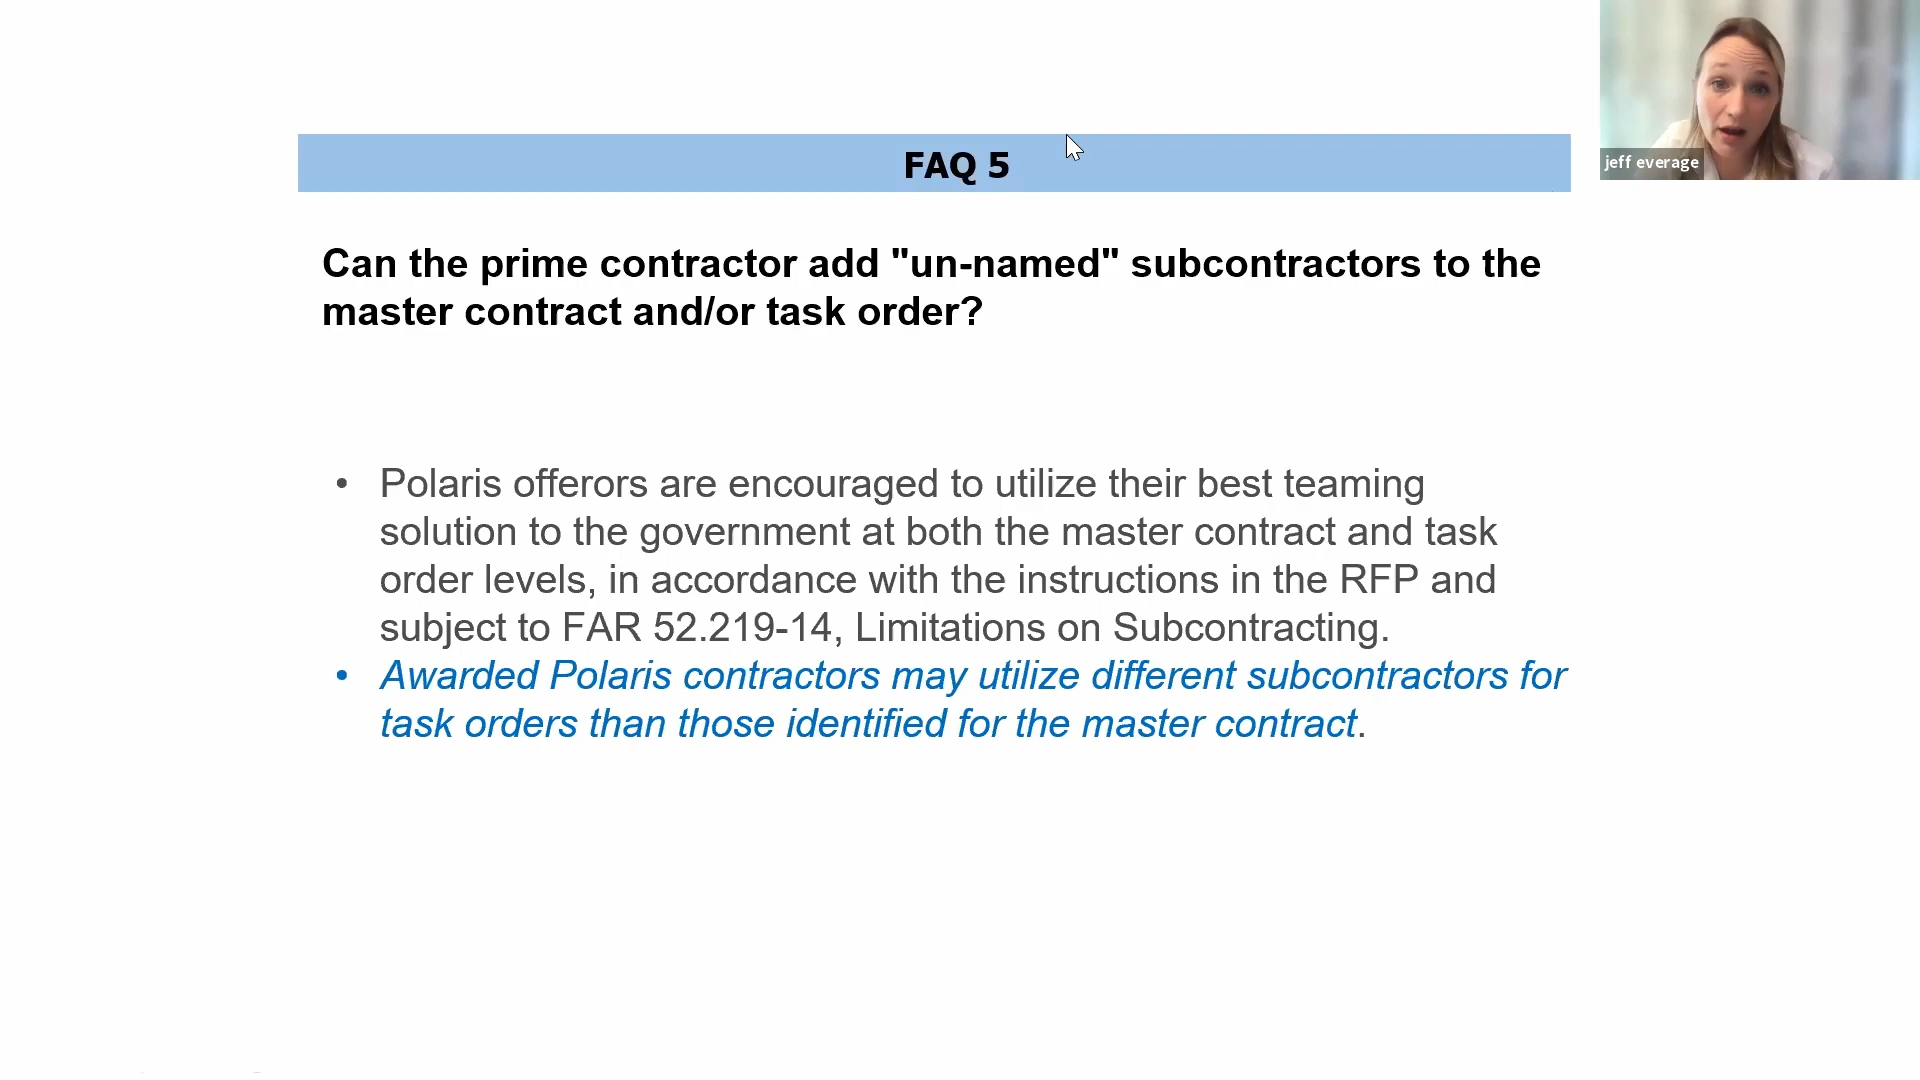 FAQ 5
jeff everage
Can the prime contractor add "un-named" subcontractors to the
master contract and/or task order?
• Polaris offerors are encouraged to utilize their best teaming
solution to the government at both the master contract and task
order levels, in accordance with the instructions in the RFP and
subject to FAR 52.219-14, Limitations on Subcontracting.
• Awarded Polaris contractors may utilize different subcontractors for
task orders than those identified for the master contract.